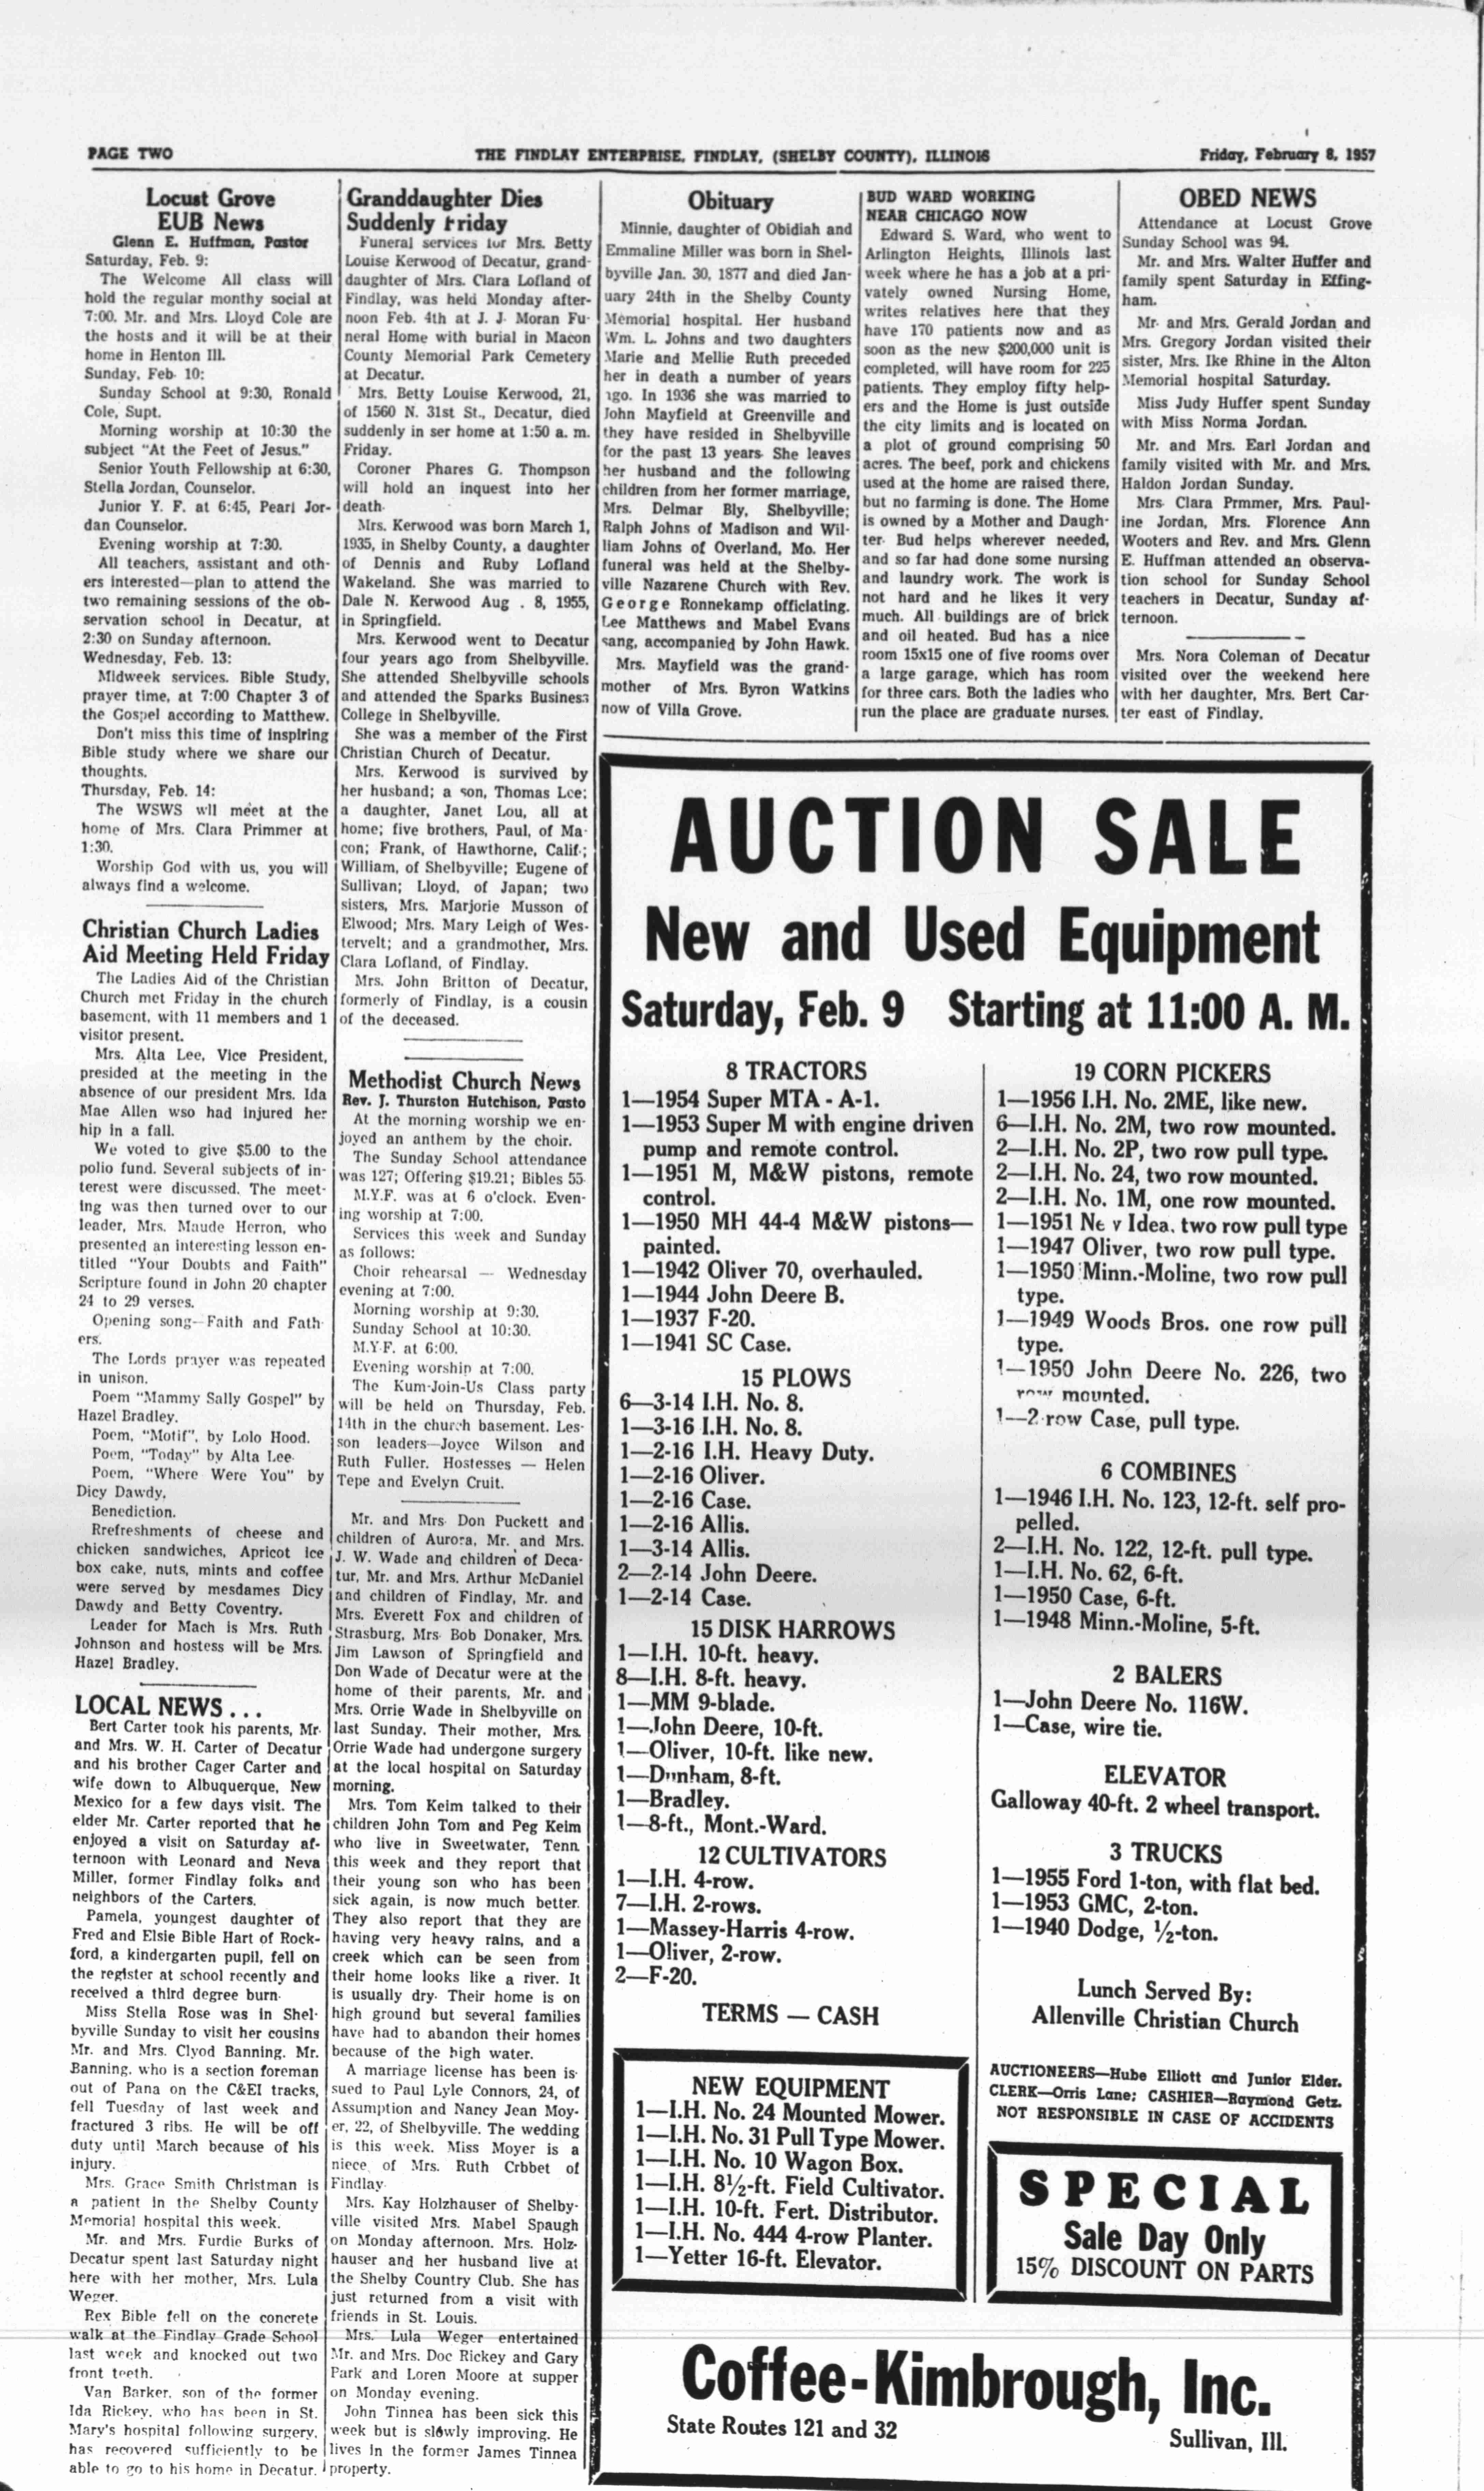 PAGE TWO
THE FINDLAY ENTERPRISE, FINDLAY, (SHELBY COUNTY), ILLINOIS
Friday, February 8, 1957
Locust Grove
EUB News
Glenn E. Huffman, Pastor
Saturday, Feb. 9:
The Welcome All class will
hold the regular monthy social at
7:00. Mr. and Mrs. Lloyd Cole are
the hosts and it will be at their
home in Henton Ill.
Sunday, Feb. 10:
Sunday School at 9:30, Ronald
Cole, Supt.
Morning worship at 10:30 the
subject "At the Feet of Jesus."
Senior Youth Fellowship at 6:30,
Stella Jordan, Counselor.
Junior Y. F. at 6:45, Pearl Jor-
dan Counselor.
Evening worship at 7:30.
All teachers, assistant and oth-
ers interested—plan to attend the
two remaining sessions of the ob-
servation school in Decatur, at
2:30 on Sunday afternoon.
Wednesday, Feb. 13:
Midweek services. Bible Study,
prayer time, at 7:00 Chapter 3 of
the Gospel according to Matthew.
Don't miss this time of inspiring
Bible study where we share our
thoughts.
Thursday, Feb. 14:
The WSWS wll meet at the
home of Mrs. Clara Primmer at
1:30.
Worship God with us, you will
always find a welcome.
Christian Church Ladies
Aid Meeting Held Friday
The Ladies Aid of the Christian
Church met Friday in the church
basement, with 11 members and 1
visitor present.
Mrs. Alta Lee, Vice President,
presided at the meeting in the
absence of our president Mrs. Ida
Mae Allen wso had injured her
hip in a fall.
We voted to give $5.00 to the
polio fund. Several subjects of in-
terest were discussed. The meet-
ing was then turned over to our
leader, Mrs. Maude Herron, who
presented an interesting lesson en-
titled "Your Doubts and Faith"
Scripture found in John 20 chapter
24 to 29 verses.
Opening song—Faith and Fath-
ers.
The Lords prayer was repeated
in unison.
Poem "Mammy Sally Gospel" by
Hazel Bradley.
Poem, "Motif", by Lolo Hood.
Poem, "Today" by Alta Lee.
Poem, "Where Were You" by
Dicy Dawdy.
Benediction.
Rrefreshments of cheese and
chicken sandwiches, Apricot ice
box cake, nuts, mints and coffee
were served by mesdames Dicy
Dawdy and Betty Coventry.
Leader for Mach is Mrs. Ruth
Johnson and hostess will be Mrs.
Hazel Bradley.
LOCAL NEWS . . .
Bert Carter took his parents, Mr.
and Mrs. W. H. Carter of Decatur
and his brother Cager Carter and
wife down to Albuquerque, New
Mexico for a few days visit. The
elder Mr. Carter reported that he
enjoyed a visit on Saturday af-
ternoon with Leonard and Neva
Miller, former Findlay folks and
neighbors of the Carters.
Pamela, youngest daughter of
Fred and Elsie Bible Hart of Rock-
ford, a kindergarten pupil, fell on
the register at school recently and
received a third degree burn.
Miss Stella Rose was in Shel-
byville Sunday to visit her cousins
Mr. and Mrs. Clyod Banning. Mr.
Banning, who is a section foreman
out of Pana on the C&EI tracks,
fell Tuesday of last week and
fractured 3 ribs. He will be off
duty until March because of his
injury.
Mrs. Grace Smith Christman is
a patient in the Shelby County
Memorial hospital this week.
Mr. and Mrs. Furdie Burks of
Decatur spent last Saturday night
here with her mother, Mrs. Lula
Weger.
Rex Bible fell on the concrete
walk at the Findlay Grade School
last week and knocked out two
front teeth.
Van Barker, son of the former
Ida Rickey, who has been in St.
Mary's hospital following surgery,
has recovered sufficiently to be
able to go to his home in Decatur.
Granddaughter Dies
Suddenly Friday
Funeral services for Mrs. Betty
Louise Kerwood of Decatur, grand-
daughter of Mrs. Clara Lofland of
Findlay, was held Monday after-
noon Feb. 4th at J. J. Moran Fu-
neral Home with burial in Macon
County Memorial Park Cemetery
at Decatur.
Mrs. Betty Louise Kerwood, 21,
of 1560 N. 31st St., Decatur, died
suddenly in ser home at 1:50 a. m.
Friday.
Coroner Phares G. Thompson
will hold an inquest into her
death.
Mrs. Kerwood was born March 1,
1935, in Shelby County, a daughter
of Dennis and Ruby Lofland
Wakeland. She was married to
Dale N. Kerwood Aug . 8, 1955,
in Springfield.
Mrs. Kerwood went to Decatur
four years ago from Shelbyville.
She attended Shelbyville schools
and attended the Sparks Business
College in Shelbyville.
She was a member of the First
Christian Church of Decatur.
Mrs. Kerwood is survived by
her husband; a son, Thomas Lee;
a daughter, Janet Lou, all at
home; five brothers, Paul, of Ma-
con; Frank, of Hawthorne, Calif.;
William, of Shelbyville; Eugene of
Sullivan; Lloyd, of Japan; two
sisters, Mrs. Marjorie Musson of
Elwood; Mrs. Mary Leigh of Wes-
tervelt; and a grandmother, Mrs.
Clara Lofland, of Findlay.
Mrs. John Britton of Decatur,
formerly of Findlay, is a cousin
of the deceased.
Methodist Church News
Rev. J. Thurston Hutchison, Pasto
At the morning worship we en-
joyed an anthem by the choir.
The Sunday School attendance
was 127; Offering $19.21; Bibles 55.
M.Y.F. was at 6 o'clock. Even-
ing worship at 7:00.
Services this week and Sunday
as follows:
Choir rehearsal — Wednesday
evening at 7:00.
Morning worship at 9:30.
Sunday School at 10:30.
M.Y.F. at 6:00.
Evening worship at 7:00.
The Kum-Join-Us Class party
will be held on Thursday, Feb.
14th in the church basement. Les-
son leaders—Joyce Wilson and
Ruth Fuller. Hostesses — Helen
Tepe and Evelyn Cruit.
Mr. and Mrs. Don Puckett and
children of Aurora, Mr. and Mrs.
J. W. Wade and children of Deca-
tur, Mr. and Mrs. Arthur McDaniel
and children of Findlay, Mr. and
Mrs. Everett Fox and children of
Strasburg, Mrs. Bob Donaker, Mrs.
Jim Lawson of Springfield and
Don Wade of Decatur were at the
home of their parents, Mr. and
Mrs. Orrie Wade in Shelbyville on
last Sunday. Their mother, Mrs.
Orrie Wade had undergone surgery
at the local hospital on Saturday
morning.
Mrs. Tom Keim talked to their
children John Tom and Peg Keim
who live in Sweetwater, Tenn.
this week and they report that
their young son who has been
sick again, is now much better.
They also report that they are
having very heavy rains, and a
creek which can be seen from
their home looks like a river. It
is usually dry. Their home is on
high ground but several families
have had to abandon their homes
because of the high water.
A marriage license has been is-
sued to Paul Lyle Connors, 24, of
Assumption and Nancy Jean Moy-
er, 22, of Shelbyville. The wedding
is this week. Miss Moyer is a
niece of Mrs. Ruth Crbbet of
Findlay.
Mrs. Kay Holzhauser of Shelby-
ville visited Mrs. Mabel Spaugh
on Monday afternoon. Mrs. Holz-
hauser and her husband live at
the Shelby Country Club. She has
just returned from a visit with
friends in St. Louis.
Mrs. Lula Weger entertained
Mr. and Mrs. Doc Rickey and Gary
Park and Loren Moore at supper
on Monday evening.
John Tinnea has been sick this
week but is slowly improving. He
lives in the former James Tinnea
property.
Obituary
Minnie, daughter of Obidiah and
Emmaline Miller was born in Shel-
byville Jan. 30, 1877 and died Jan-
uary 24th in the Shelby County
Memorial hospital. Her husband
Wm. L. Johns and two daughters
Marie and Mellie Ruth preceded
her in death a number of years
ago. In 1936 she was married to
John Mayfield at Greenville and
they have resided in Shelbyville
for the past 13 years. She leaves
her husband and the following
children from her former marriage,
Mrs. Delmar Bly, Shelbyville;
Ralph Johns of Madison and Wil-
liam Johns of Overland, Mo. Her
funeral was held at the Shelby-
ville Nazarene Church with Rev.
George Ronnekamp officiating.
Lee Matthews and Mabel Evans
sang, accompanied by John Hawk.
Mrs. Mayfield was the grand-
mother of Mrs. Byron Watkins
now of Villa Grove.
BUD WARD WORKING
NEAR CHICAGO NOW
Edward S. Ward, who went to
Arlington Heights, Illinois last
week where he has a job at a pri-
vately owned Nursing Home,
writes relatives here that they
have 170 patients now and as
soon as the new $200,000 unit is
completed, will have room for 225
patients. They employ fifty help-
ers and the Home is just outside
the city limits and is located on
a plot of ground comprising 50
acres. The beef, pork and chickens
used at the home are raised there,
but no farming is done. The Home
is owned by a Mother and Daugh-
ter. Bud helps wherever needed,
and so far had done some nursing
and laundry work. The work is
not hard and he likes it very
much. All buildings are of brick
and oil heated. Bud has a nice
room 15x15 one of five rooms over
a large garage, which has room
for three cars. Both the ladies who
run the place are graduate nurses.
OBED NEWS
Attendance at Locust Grove
Sunday School was 94.
Mr. and Mrs. Walter Huffer and
family spent Saturday in Effing-
ham.
Mr. and Mrs. Gerald Jordan and
Mrs. Gregory Jordan visited their
sister, Mrs. Ike Rhine in the Alton
Memorial hospital Saturday.
Miss Judy Huffer spent Sunday
with Miss Norma Jordan.
Mr. and Mrs. Earl Jordan and
family visited with Mr. and Mrs.
Haldon Jordan Sunday.
Mrs. Clara Prmmer, Mrs. Paul-
ine Jordan, Mrs. Florence Ann
Wooters and Rev. and Mrs. Glenn
E. Huffman attended an observa-
tion school for Sunday School
teachers in Decatur, Sunday af-
ternoon.
Mrs. Nora Coleman of Decatur
visited over the weekend here
with her daughter, Mrs. Bert Car-
ter east of Findlay.
AUCTION SALE
New and Used Equipment
Saturday, Feb. 9 Starting at 11:00 A. M.
8 TRACTORS
1—1954 Super MTA - A-1.
1—1953 Super M with engine driven
pump and remote control.
1—1951 M, M&W pistons, remote
control.
1—1950 MH 44-4 M&W pistons—
painted.
1—1942 Oliver 70, overhauled.
1—1944 John Deere B.
1—1937 F-20.
1—1941 SC Case.
15 PLOWS
6—3-14 I.H. No. 8.
1—3-16 I.H. No. 8.
1—2-16 I.H. Heavy Duty.
1—2-16 Oliver.
1—2-16 Case.
1—2-16 Allis.
1—3-14 Allis.
2—2-14 John Deere.
1—2-14 Case.
15 DISK HARROWS
1—I.H. 10-ft. heavy.
8—I.H. 8-ft. heavy.
1—MM 9-blade.
1—John Deere, 10-ft.
1—Oliver, 10-ft. like new.
1—Dunham, 8-ft.
1—Bradley.
1—8-ft., Mont.-Ward.
12 CULTIVATORS
1—I.H. 4-row.
7—I.H. 2-rows.
1—Massey-Harris 4-row.
1—Oliver, 2-row.
2—F-20.
TERMS — CASH
NEW EQUIPMENT
1—I.H. No. 24 Mounted Mower.
1—I.H. No. 31 Pull Type Mower.
1—I.H. No. 10 Wagon Box.
1—I.H. 8½-ft. Field Cultivator.
1—I.H. 10-ft. Fert. Distributor.
1—I.H. No. 444 4-row Planter.
1—Yetter 16-ft. Elevator.
19 CORN PICKERS
1—1956 I.H. No. 2ME, like new.
6—I.H. No. 2M, two row mounted.
2—I.H. No. 2P, two row pull type.
2—I.H. No. 24, two row mounted.
2—I.H. No. 1M, one row mounted.
1—1951 New Idea, two row pull type
1—1947 Oliver, two row pull type.
1—1950 Minn.-Moline, two row pull
type.
1—1949 Woods Bros. one row pull
type.
1—1950 John Deere No. 226, two
row mounted.
1—2-row Case, pull type.
6 COMBINES
1—1946 I.H. No. 123, 12-ft. self pro-
pelled.
2—I.H. No. 122, 12-ft. pull type.
1—I.H. No. 62, 6-ft.
1—1950 Case, 6-ft.
1—1948 Minn.-Moline, 5-ft.
2 BALERS
1—John Deere No. 116W.
1—Case, wire tie.
ELEVATOR
Galloway 40-ft. 2 wheel transport.
3 TRUCKS
1—1955 Ford 1-ton, with flat bed.
1—1953 GMC, 2-ton.
1—1940 Dodge, ½-ton.
Lunch Served By:
Allenville Christian Church
AUCTIONEERS—Hube Elliott and Junior Elder.
CLERK—Orris Lane; CASHIER—Raymond Getz.
NOT RESPONSIBLE IN CASE OF ACCIDENTS
SPECIAL
Sale Day Only
15% DISCOUNT ON PARTS
Coffee-Kimbrough, Inc.
State Routes 121 and 32
Sullivan, Ill.